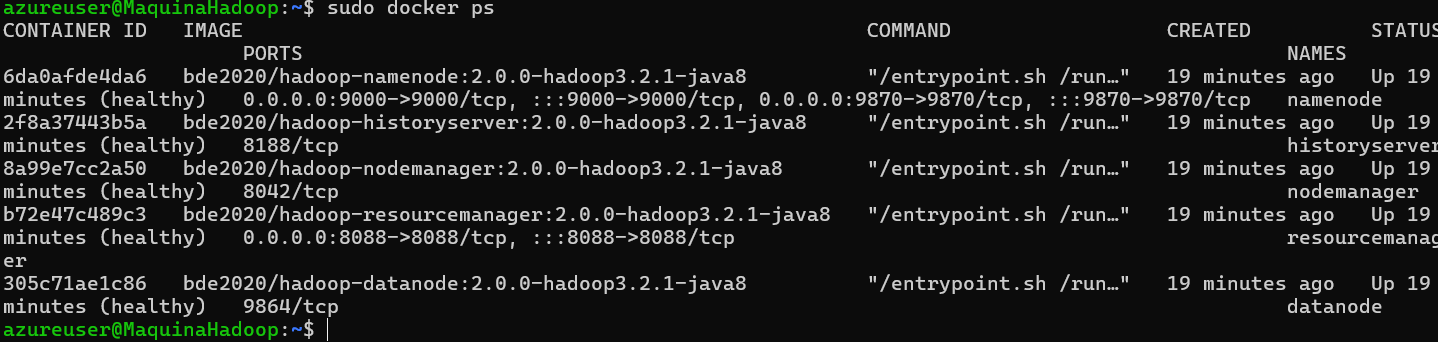 azureuser@MaquinaHadoop:~$ sudo docker ps
CONTAINER ID   IMAGE                                                    COMMAND                  CREATED          STATUS
                    PORTS                                                                                  NAMES
6da0afde4da6   bde2020/hadoop-namenode:2.0.0-hadoop3.2.1-java8          "/entrypoint.sh /run…"   19 minutes ago   Up 19
minutes (healthy)   0.0.0.0:9000->9000/tcp, :::9000->9000/tcp, 0.0.0.0:9870->9870/tcp, :::9870->9870/tcp   namenode
2f8a37443b5a   bde2020/hadoop-historyserver:2.0.0-hadoop3.2.1-java8     "/entrypoint.sh /run…"   19 minutes ago   Up 19
minutes (healthy)   8188/tcp                                                                               historyserver
8a99e7cc2a50   bde2020/hadoop-nodemanager:2.0.0-hadoop3.2.1-java8       "/entrypoint.sh /run…"   19 minutes ago   Up 19
minutes (healthy)   8042/tcp                                                                               nodemanager
b72e47c489c3   bde2020/hadoop-resourcemanager:2.0.0-hadoop3.2.1-java8   "/entrypoint.sh /run…"   19 minutes ago   Up 19
minutes (healthy)   0.0.0.0:8088->8088/tcp, :::8088->8088/tcp                                              resourcemanag
er
305c71ae1c86   bde2020/hadoop-datanode:2.0.0-hadoop3.2.1-java8          "/entrypoint.sh /run…"   19 minutes ago   Up 19
minutes (healthy)   9864/tcp                                                                               datanode
azureuser@MaquinaHadoop:~$